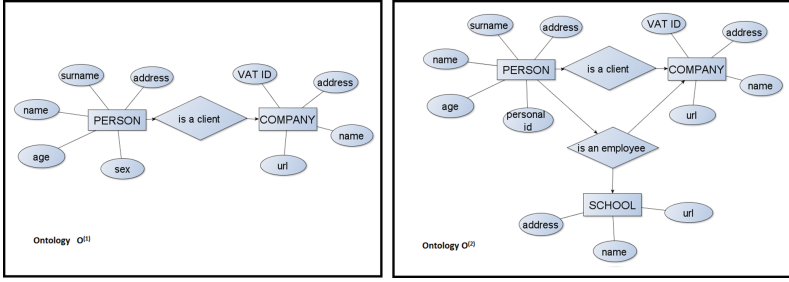 surname
address
name
PERSON
age
sex
is a client
VAT ID
address
COMPANY
name
url
Ontology O(1)
surname
address
name
PERSON
age
personal
id
is a client
VAT ID
address
COMPANY
name
url
is an employee
SCHOOL
address
name
url
Ontology O(2)